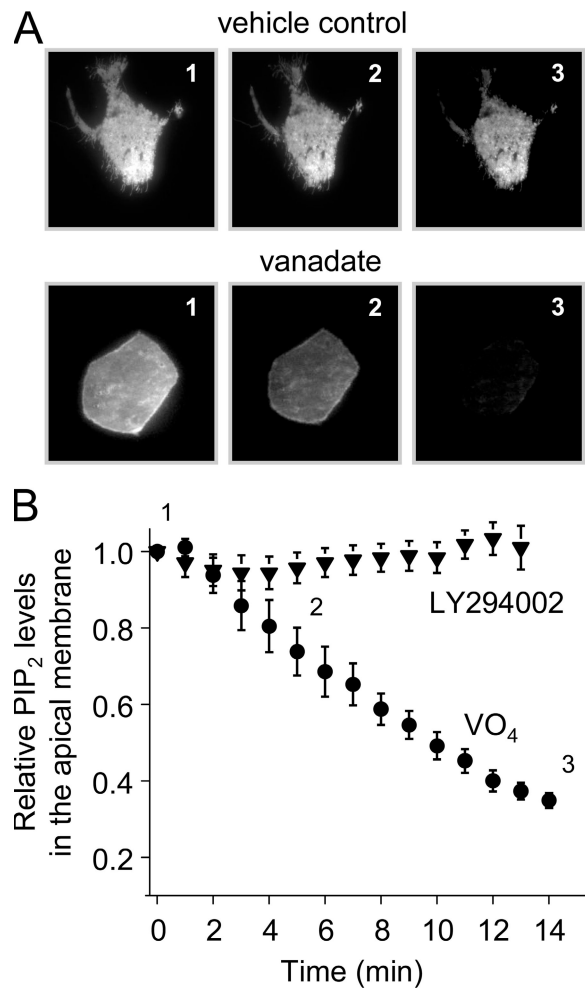 A
vehicle control
1 2 3
vanadate
1 2 3
B
1
Relative PIP₂ levels
in the apical membrane
1.0
0.8
0.6
0.4
0.2
2
LY294002
VO₄
3
0 2 4 6 8 10 12 14
Time (min)